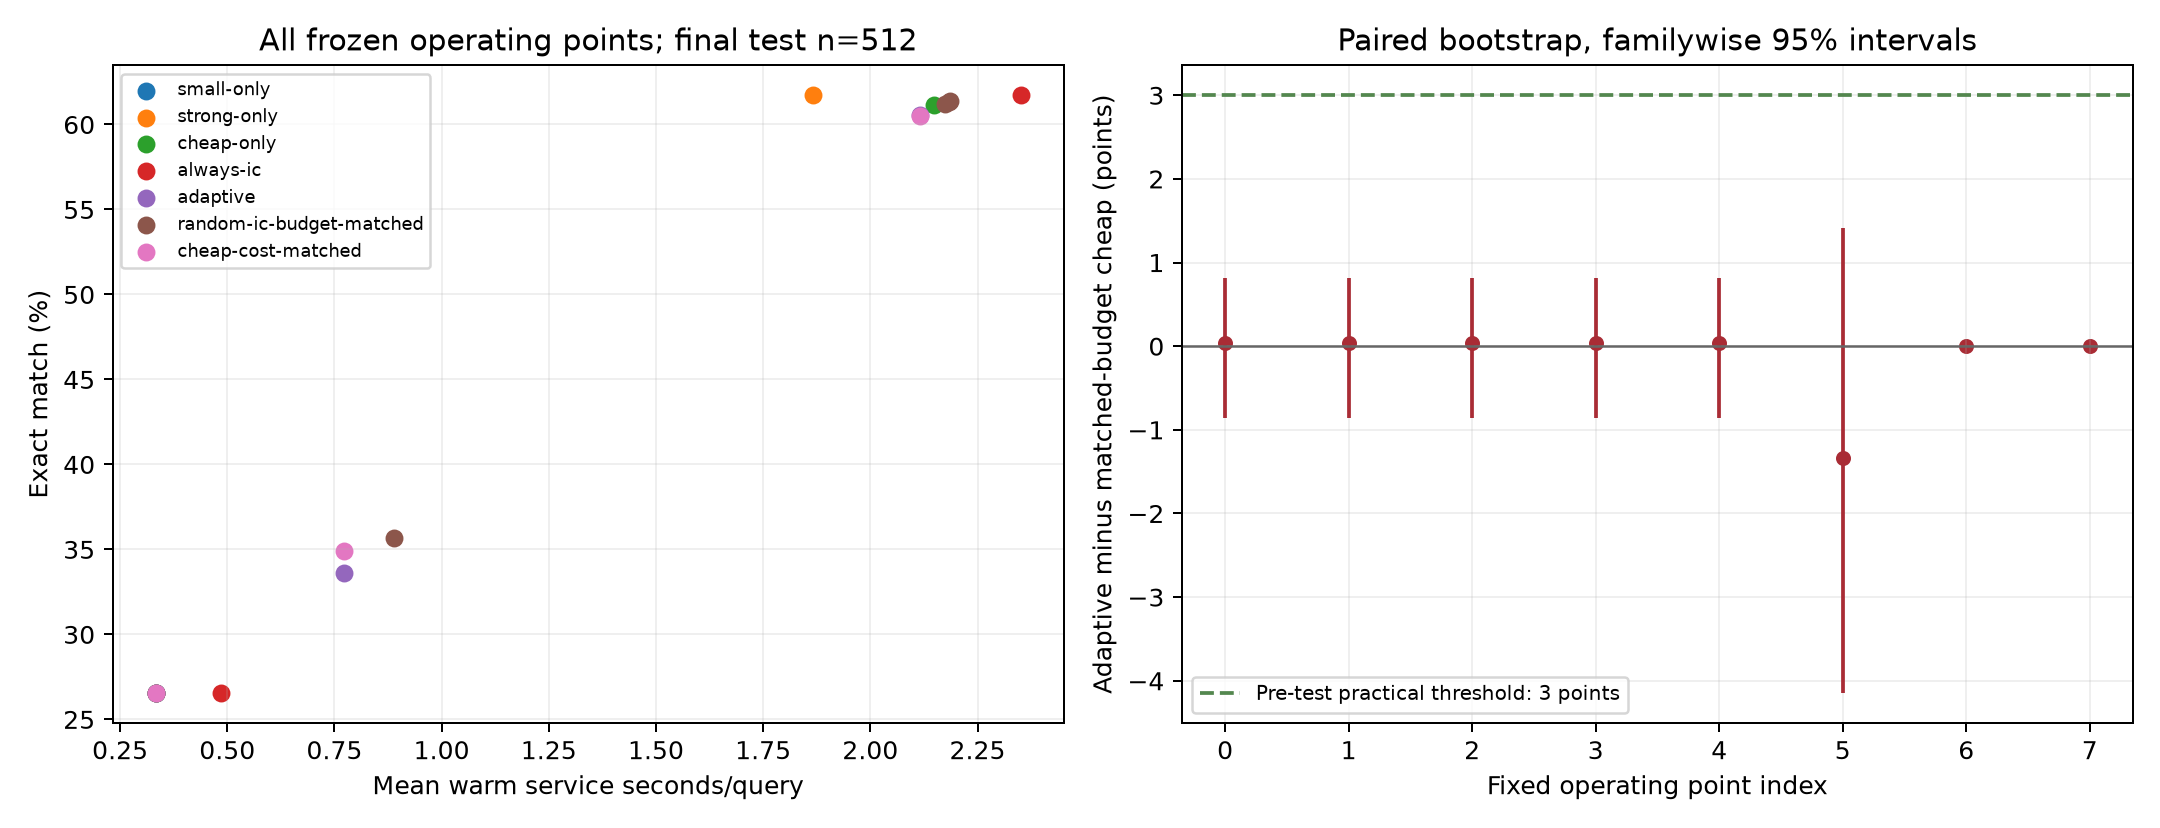 All frozen operating points; final test n=512
small-only
strong-only
cheap-only
always-ic
adaptive
random-ic-budget-matched
cheap-cost-matched
Exact match (%)
60
55
50
45
40
35
30
25
0.25 0.50 0.75 1.00 1.25 1.50 1.75 2.00 2.25
Mean warm service seconds/query
Paired bootstrap, familywise 95% intervals
Adaptive minus matched-budget cheap (points)
3
2
1
0
−1
−2
−3
−4
Pre-test practical threshold: 3 points
0 1 2 3 4 5 6 7
Fixed operating point index